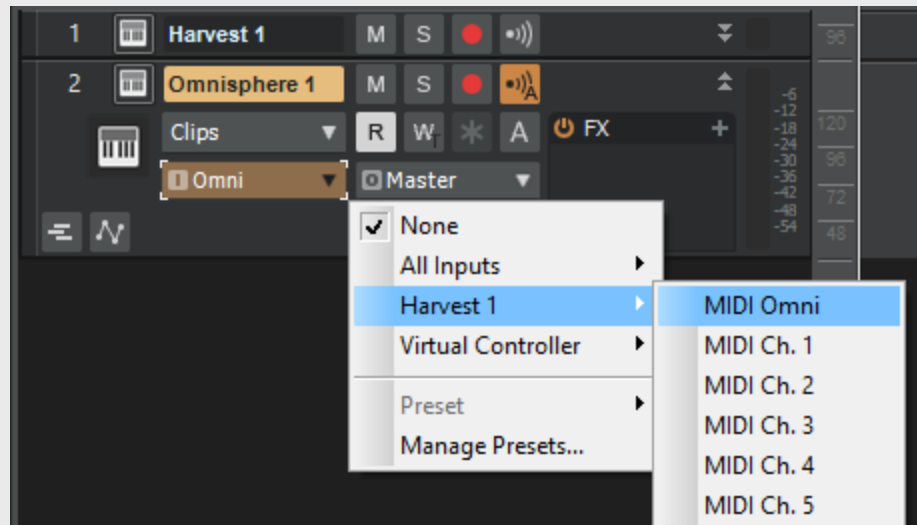 1 Harvest 1 M S
96
2 Omnisphere 1 M S A
-6
-12
Clips R W T A FX + -18 120
-24
-30 96
I Omni O Master -36
-42 72
-48
-54 48
None
All Inputs
Harvest 1 MIDI Omni
Virtual Controller MIDI Ch. 1
MIDI Ch. 2
Preset MIDI Ch. 3
Manage Presets... MIDI Ch. 4
MIDI Ch. 5